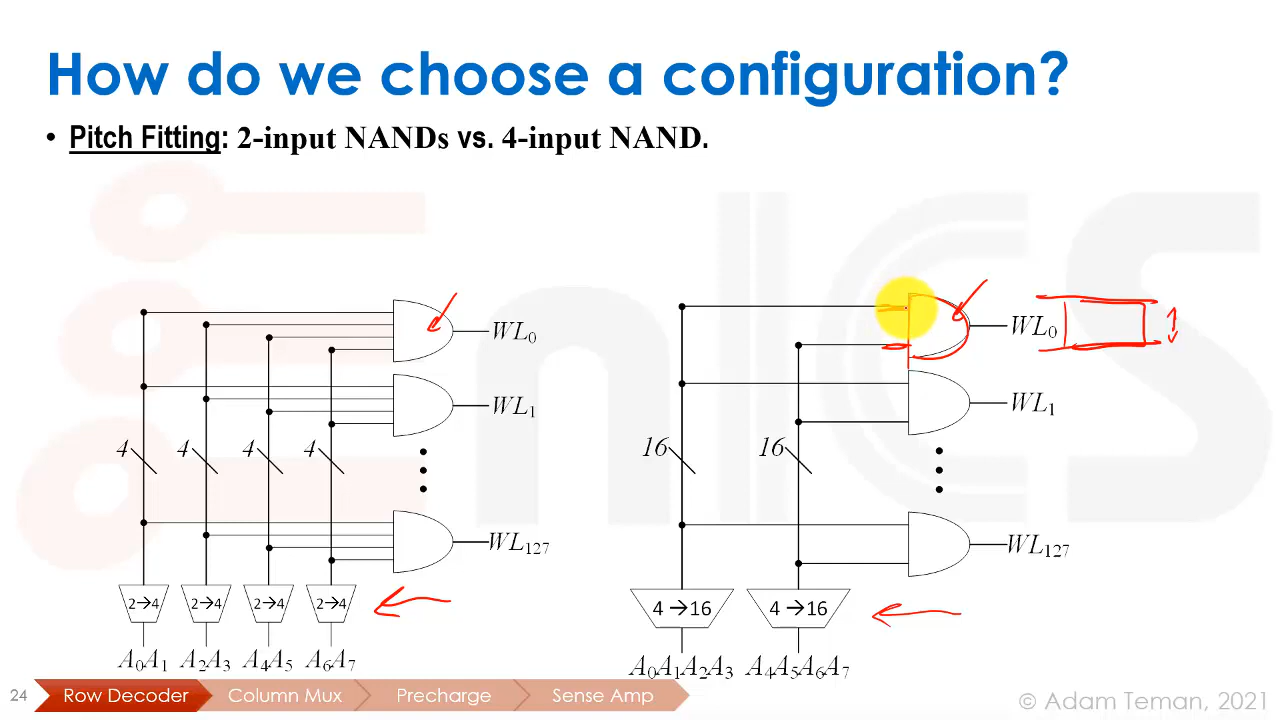 How do we choose a configuration?
• Pitch Fitting: 2-input NANDs vs. 4-input NAND.
WL0
WL1
4 4 4 4
WL127
2→4 2→4 2→4 2→4
A0A1 A2A3 A4A5 A6A7
WL0
WL1
16 16
WL127
4→16 4→16
A0A1A2A3 A4A5A6A7
24 Row Decoder Column Mux Precharge Sense Amp © Adam Teman, 2021